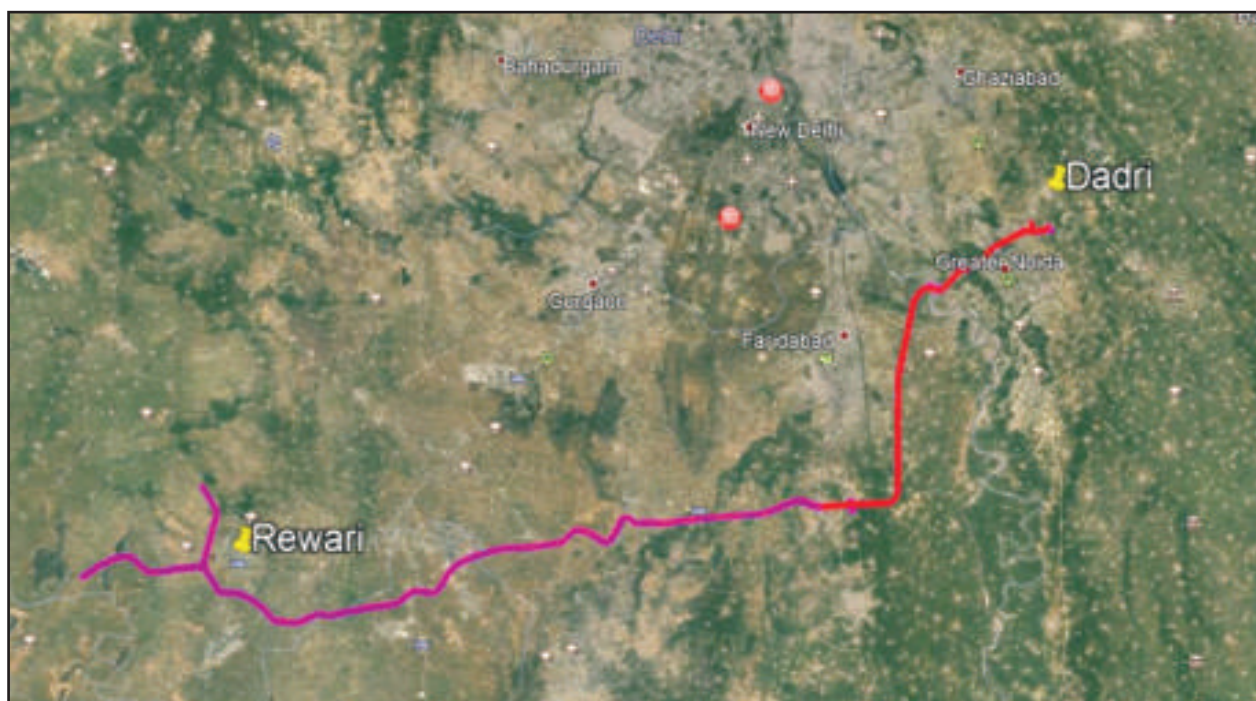 Delhi
Bahadurgarh
Ghaziabad
New Delhi
Dadri
Greater Noida
Gurgaon
Faridabad
Rewari